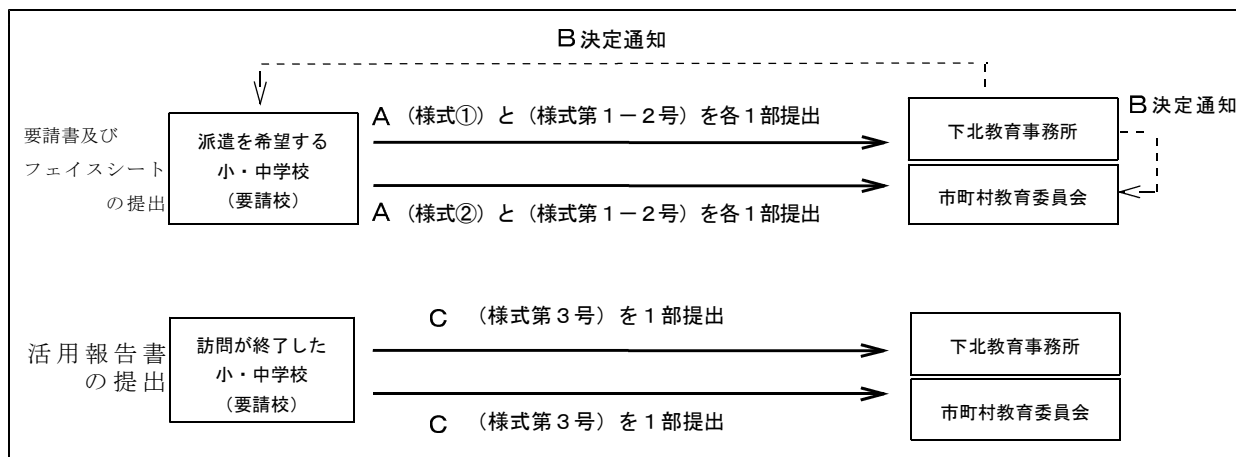 B決定通知
要請書及び
フェイスシート
の提出
派遣を希望する
小・中学校
(要請校)
A (様式①)と(様式第1-2号)を各1部提出
A (様式②)と(様式第1-2号)を各1部提出
下北教育事務所
市町村教育委員会
B決定通知
活用報告書
の提出
訪問が終了した
小・中学校
(要請校)
C (様式第3号)を1部提出
C (様式第3号)を1部提出
下北教育事務所
市町村教育委員会